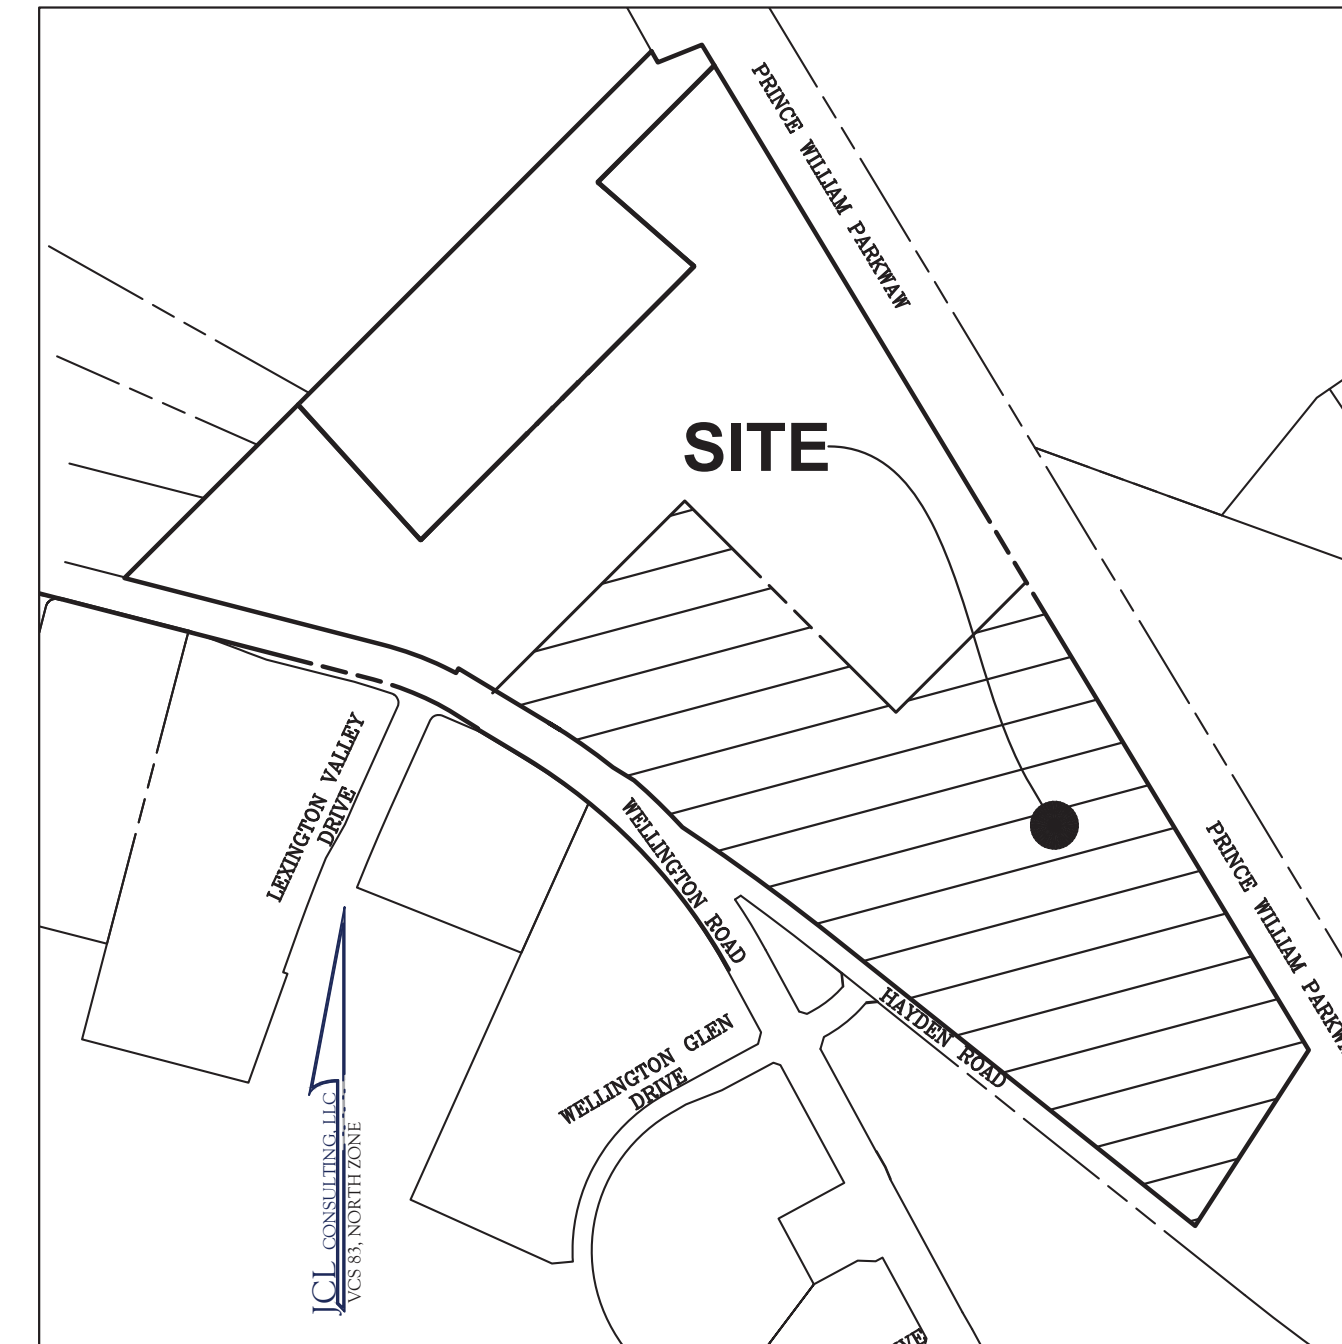 PRINCE WILLIAM PARKWAW
SITE
LEXINGTON VALLEY
DRIVE
WELLINGTON ROAD
PRINCE WILLIAM
HAYDEN ROAD
WELLINGTON GLEN
DRIVE
JCL CONSULTING, LLC
VCS 83, NORTH ZONE